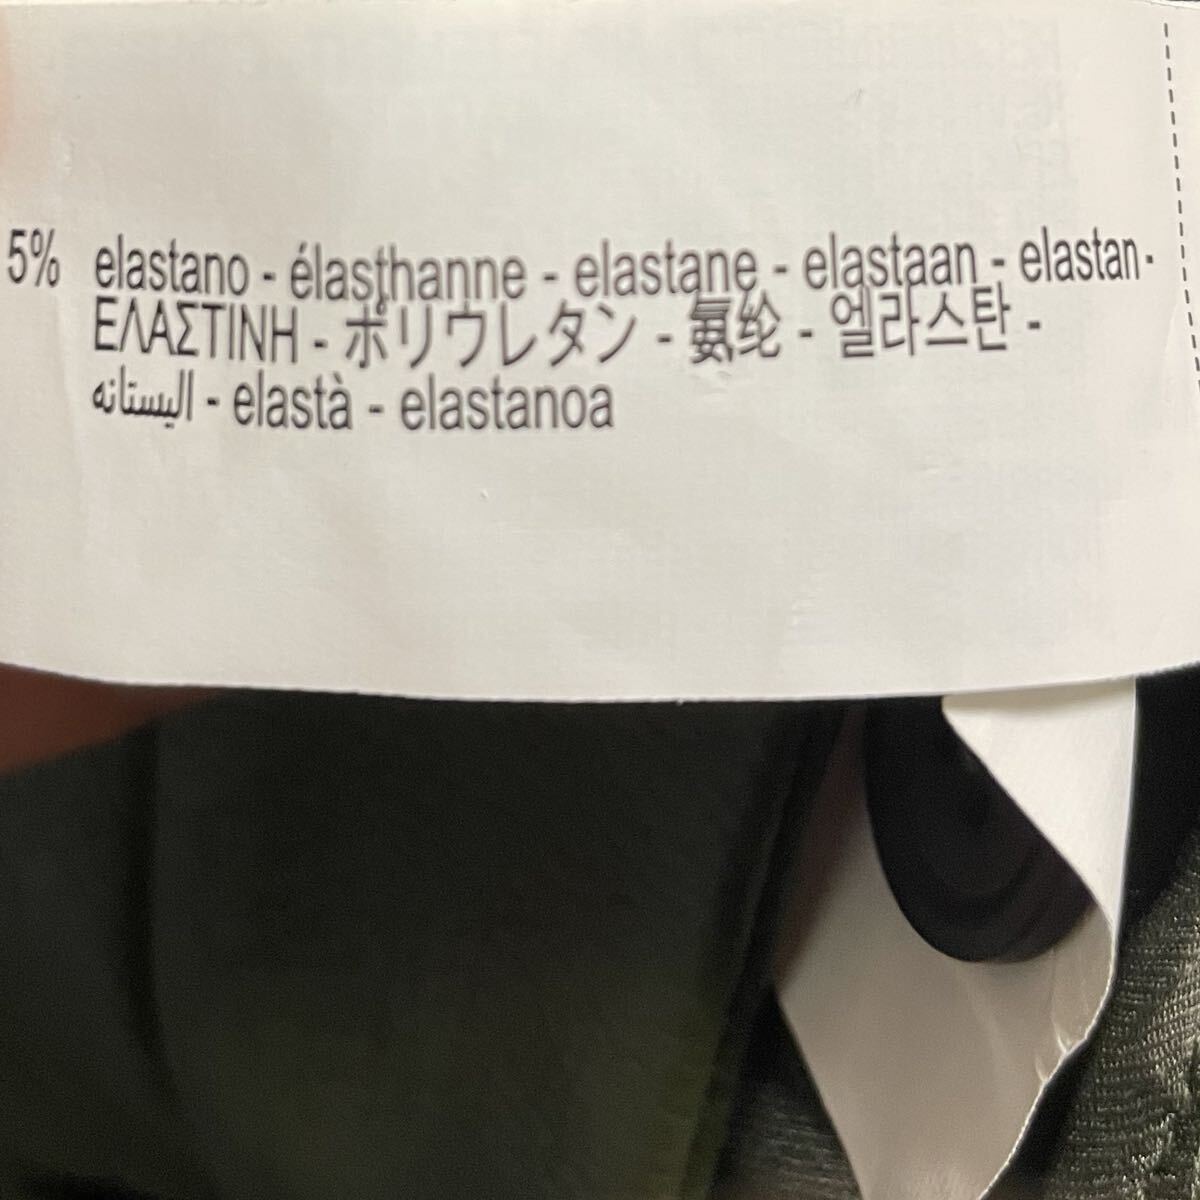 5% elastano - élasthanne - elastane - elastaan - elastan -
ΕΛΑΣΤΙΝΗ - ポリウレタン - 氨纶 - 엘라스탄 -
اليستانه - elastà - elastanoa